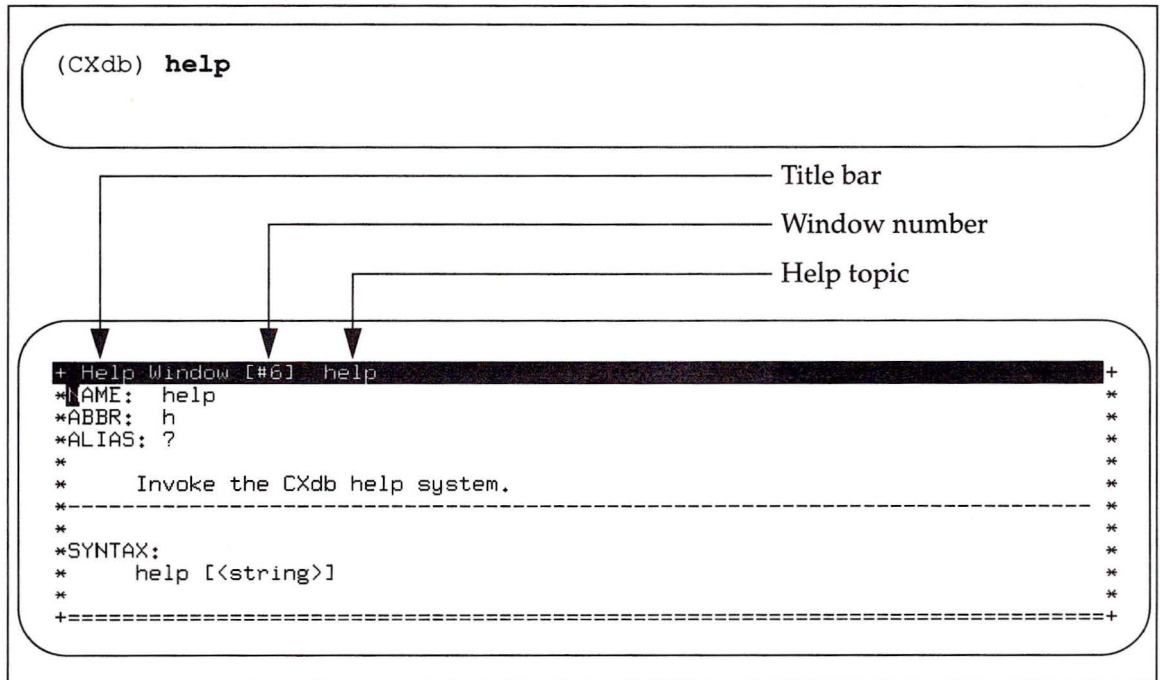 (CXdb) help
Title bar
Window number
Help topic
+ Help Window [#6]  help +
*NAME:  help *
*ABBR:  h *
*ALIAS: ? *
* *
*      Invoke the CXdb help system. *
*------------------------------------------------------------------------------- *
* *
*SYNTAX: *
*      help [<string>] *
* *
+================================================================================+